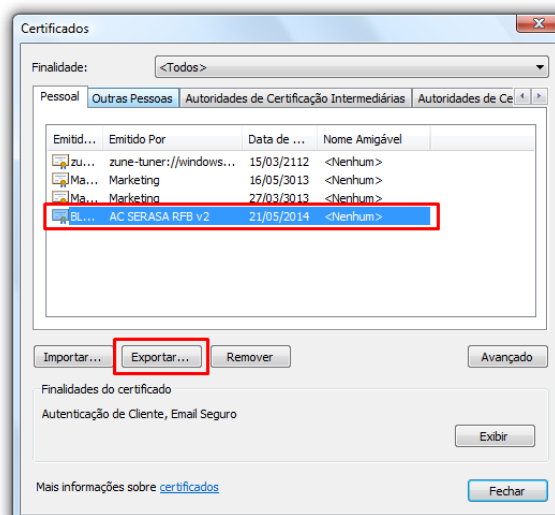 Certificados
Finalidade: <Todos>
Pessoal Outras Pessoas Autoridades de Certificação Intermediárias Autoridades de Ce
Emitid... Emitido Por Data de ... Nome Amigável
zu... zune-tuner://windows... 15/03/2112 <Nenhum>
Ma... Marketing 16/05/3013 <Nenhum>
Ma... Marketing 27/03/3013 <Nenhum>
BL... AC SERASA RFB v2 21/05/2014 <Nenhum>
Importar... Exportar... Remover Avançado
Finalidades do certificado
Autenticação de Cliente, Email Seguro
Exibir
Mais informações sobre certificados
Fechar